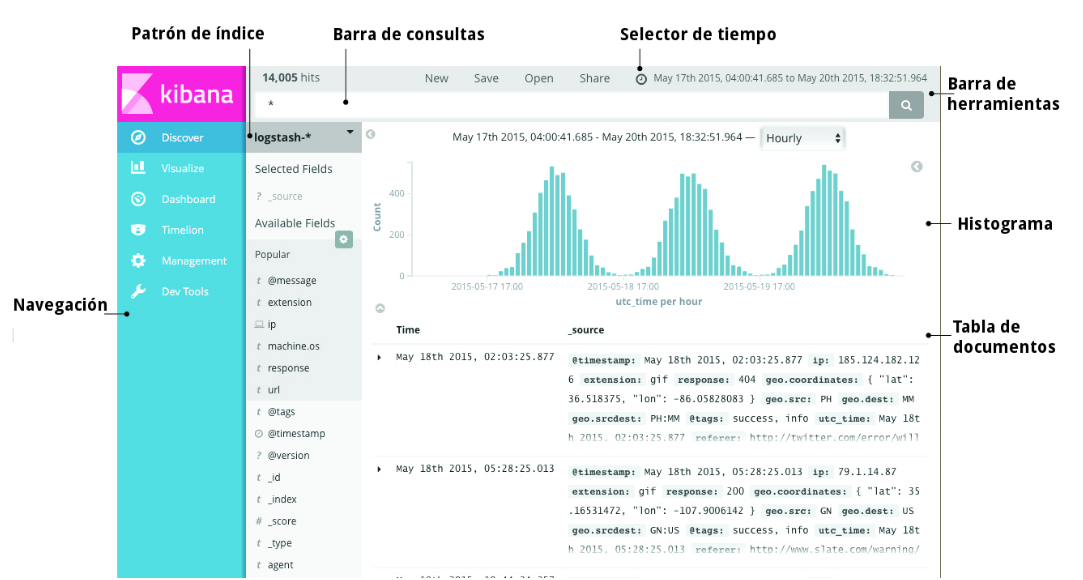 Patrón de índice
Barra de consultas
Selector de tiempo
Barra de
herramientas
Histograma
Tabla de
documentos
Navegación
kibana
Discover
Visualize
Dashboard
Timelion
Management
Dev Tools
14,005 hits
New Save Open Share May 17th 2015, 04:00:41.685 to May 20th 2015, 18:32:51.964
*
logstash-*
Selected Fields
? _source
Available Fields
Popular
t @message
t extension
ip
t machine.os
t response
t url
t @tags
@timestamp
? @version
t _id
t _index
# _score
t _type
t agent
May 17th 2015, 04:00:41.685 - May 20th 2015, 18:32:51.964 — Hourly
Count
400
200
0
2015-05-17 17:00 2015-05-18 17:00 2015-05-19 17:00
utc_time per hour
Time _source
May 18th 2015, 02:03:25.877
@timestamp: May 18th 2015, 02:03:25.877 ip: 185.124.182.12
6 extension: gif response: 404 geo.coordinates: { "lat":
36.518375, "lon": -86.05828083 } geo.src: PH geo.dest: MM
geo.srcdest: PH:MM @tags: success, info utc_time: May 18t
h 2015, 02:03:25.877 referer: http://twitter.com/error/will
May 18th 2015, 05:28:25.013
@timestamp: May 18th 2015, 05:28:25.013 ip: 79.1.14.87
extension: gif response: 200 geo.coordinates: { "lat": 35
.16531472, "lon": -107.9006142 } geo.src: GN geo.dest: US
geo.srcdest: GN:US @tags: success, info utc_time: May 18t
h 2015, 05:28:25.013 referer: http://www.slate.com/warning/